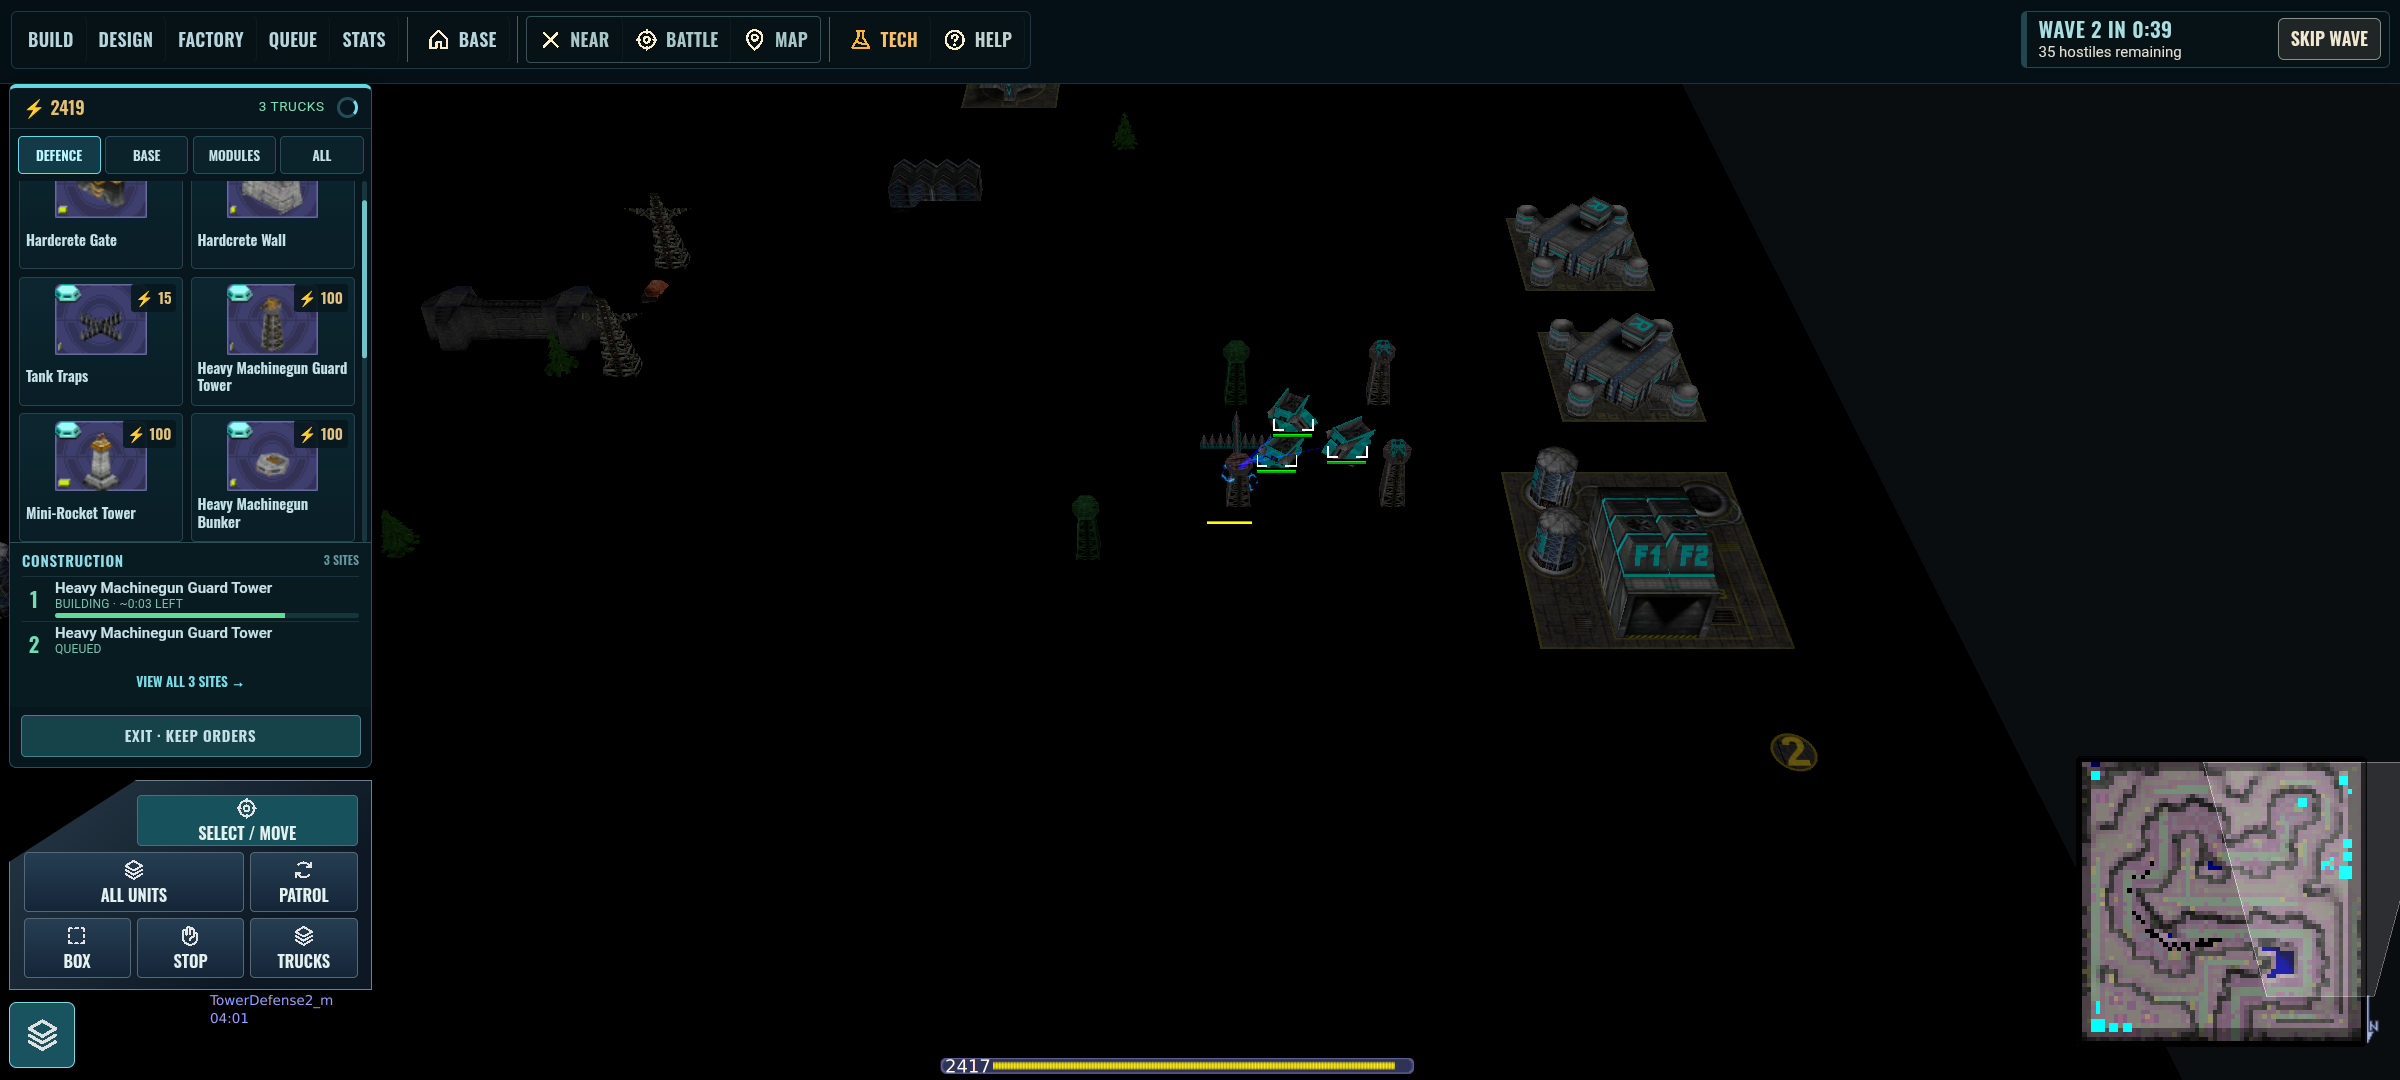 BUILD DESIGN FACTORY QUEUE STATS BASE NEAR BATTLE MAP TECH HELP
WAVE 2 IN 0:39
35 hostiles remaining
SKIP WAVE
2419
3 TRUCKS
DEFENCE BASE MODULES ALL
Hardcrete Gate
Hardcrete Wall
15
Tank Traps
100
Heavy Machinegun Guard
Tower
100
Mini-Rocket Tower
100
Heavy Machinegun
Bunker
CONSTRUCTION
3 SITES
1
Heavy Machinegun Guard Tower
BUILDING · ~0:03 LEFT
2
Heavy Machinegun Guard Tower
QUEUED
VIEW ALL 3 SITES →
EXIT · KEEP ORDERS
SELECT / MOVE
ALL UNITS
PATROL
BOX
STOP
TRUCKS
TowerDefense2_m
04:01
R
R
F1 F2
2
2417
N